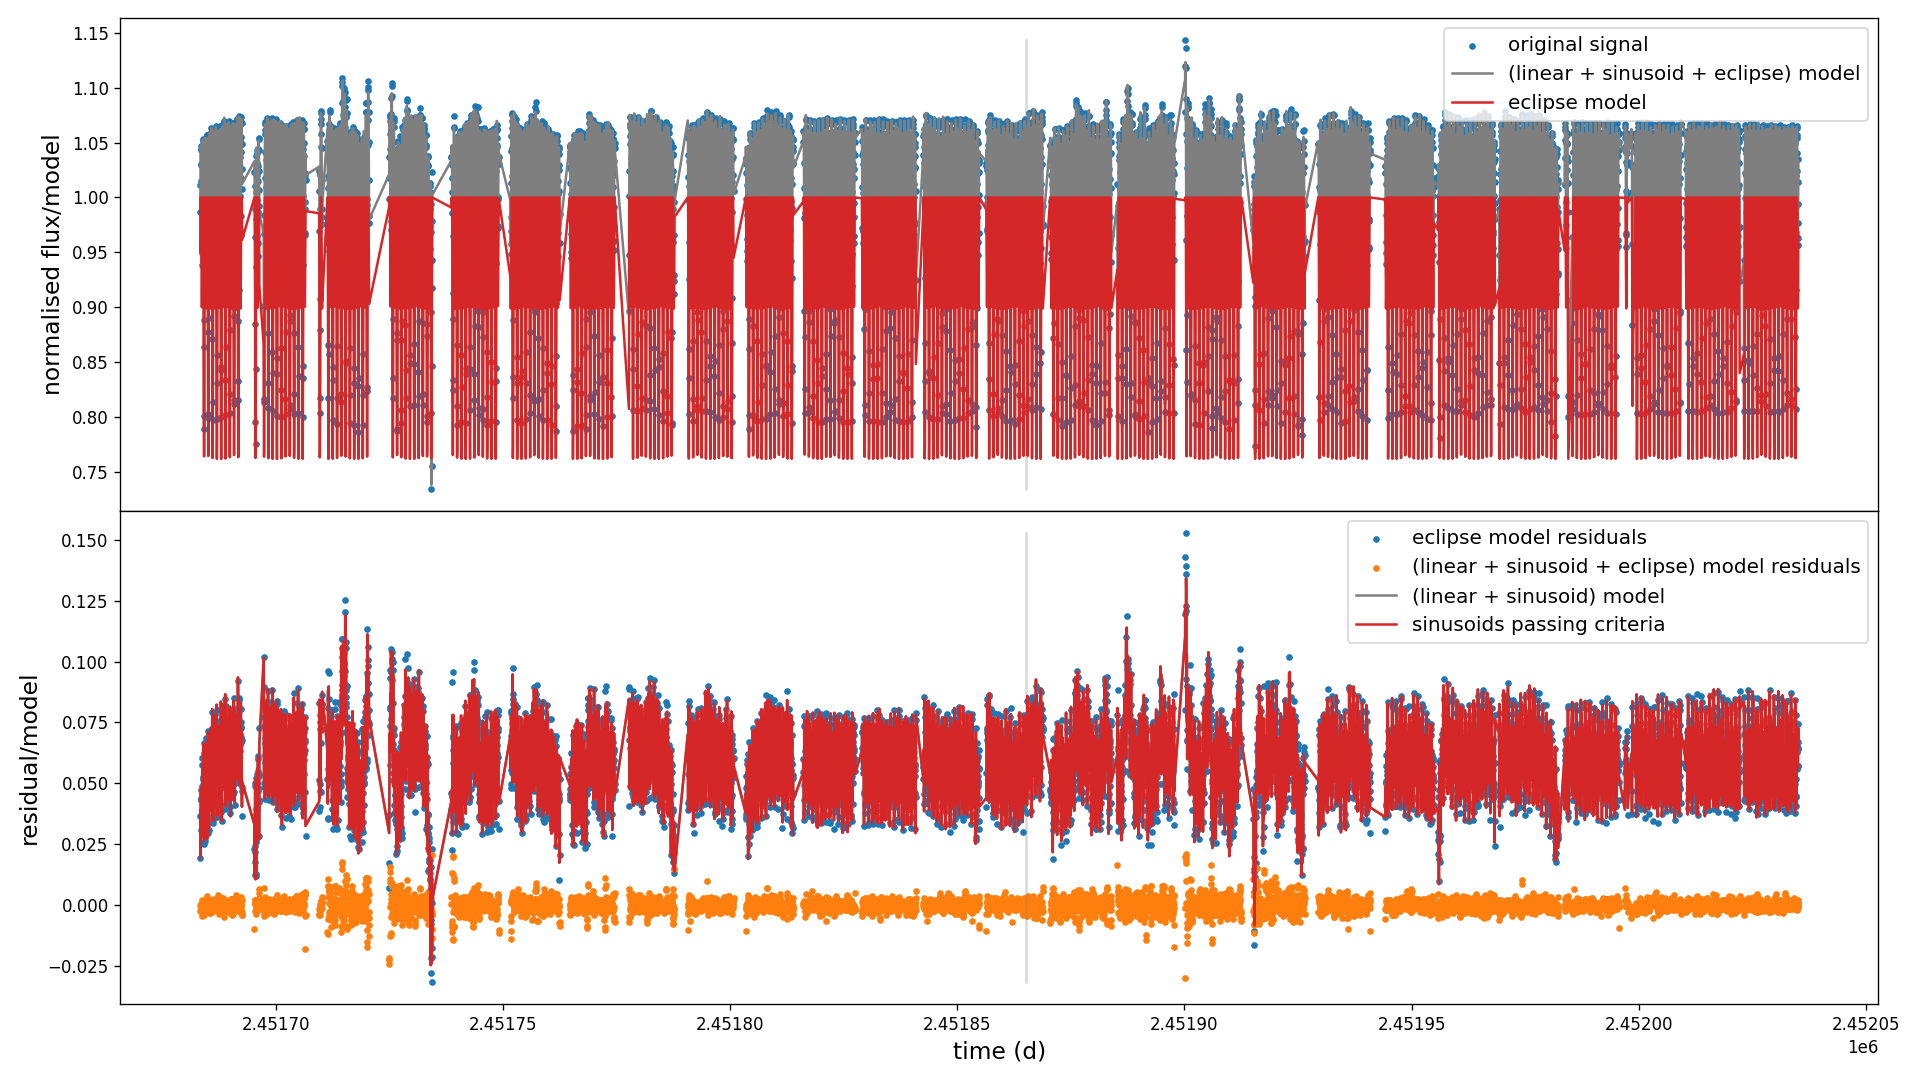 1.15
1.10
1.05
1.00
0.95
0.90
0.85
0.80
0.75
normalised flux/model
original signal
(linear + sinusoid + eclipse) model
eclipse model
0.150
0.125
0.100
0.075
0.050
0.025
0.000
−0.025
residual/model
eclipse model residuals
(linear + sinusoid + eclipse) model residuals
(linear + sinusoid) model
sinusoids passing criteria
2.45170 2.45175 2.45180 2.45185 2.45190 2.45195 2.45200 2.45205
1e6
time (d)